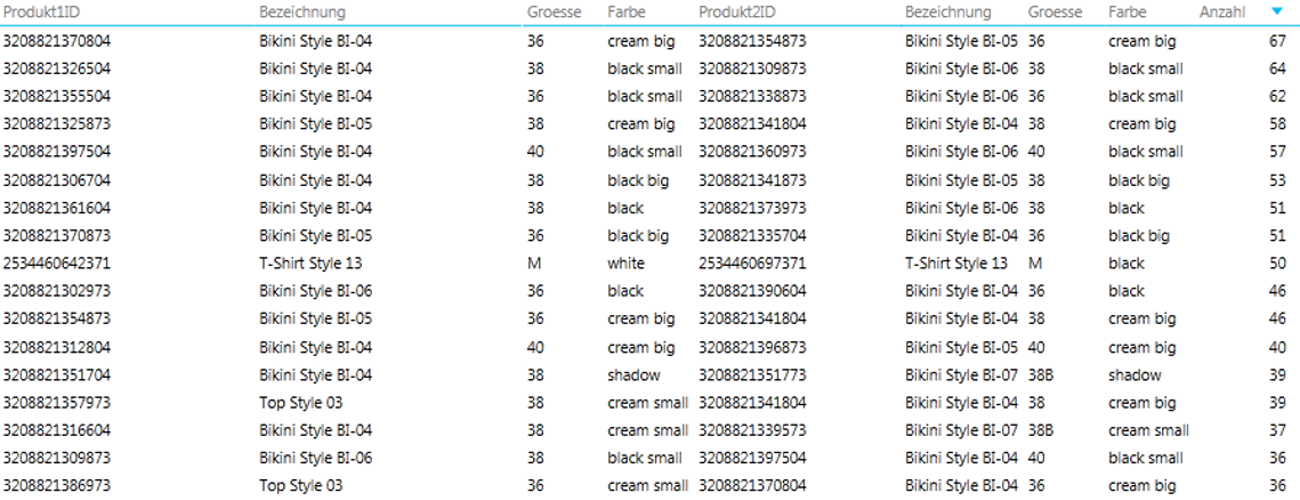 Produkt1ID Bezeichnung Groesse Farbe Produkt2ID Bezeichnung Groesse Farbe Anzahl
3208821370804 Bikini Style BI-04 36 cream big 3208821354873 Bikini Style BI-05 36 cream big 67
3208821326504 Bikini Style BI-04 38 black small 3208821309873 Bikini Style BI-06 38 black small 64
3208821355504 Bikini Style BI-04 36 black small 3208821338873 Bikini Style BI-06 36 black small 62
3208821325873 Bikini Style BI-05 38 cream big 3208821341804 Bikini Style BI-04 38 cream big 58
3208821397504 Bikini Style BI-04 40 black small 3208821360973 Bikini Style BI-06 40 black small 57
3208821306704 Bikini Style BI-04 38 black big 3208821341873 Bikini Style BI-05 38 black big 53
3208821361604 Bikini Style BI-04 38 black 3208821373973 Bikini Style BI-06 38 black 51
3208821370873 Bikini Style BI-05 36 black big 3208821335704 Bikini Style BI-04 36 black big 51
2534460642371 T-Shirt Style 13 M white 2534460697371 T-Shirt Style 13 M black 50
3208821302973 Bikini Style BI-06 36 black 3208821390604 Bikini Style BI-04 36 black 46
3208821354873 Bikini Style BI-05 36 cream big 3208821341804 Bikini Style BI-04 38 cream big 46
3208821312804 Bikini Style BI-04 40 cream big 3208821396873 Bikini Style BI-05 40 cream big 40
3208821351704 Bikini Style BI-04 38 shadow 3208821351773 Bikini Style BI-07 38B shadow 39
3208821357973 Top Style 03 38 cream small 3208821341804 Bikini Style BI-04 38 cream big 39
3208821316604 Bikini Style BI-04 38 cream small 3208821339573 Bikini Style BI-07 38B cream small 37
3208821309873 Bikini Style BI-06 38 black small 3208821397504 Bikini Style BI-04 40 black small 36
3208821386973 Top Style 03 36 cream small 3208821370804 Bikini Style BI-04 36 cream big 36